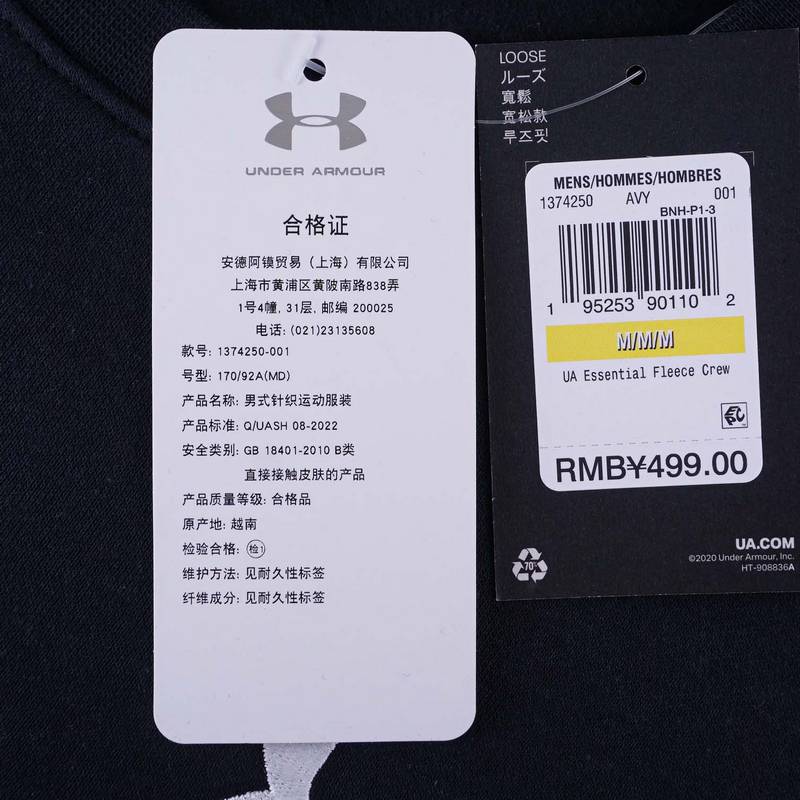 UNDER ARMOUR
合格证
安德阿镆贸易（上海）有限公司
上海市黄浦区黄陂南路838弄
1号4幢, 31层, 邮编 200025
电话: (021)23135608
款号: 1374250-001
号型: 170/92A(MD)
产品名称: 男式针织运动服装
产品标准: Q/UASH 08-2022
安全类别: GB 18401-2010 B类
直接接触皮肤的产品
产品质量等级: 合格品
原产地: 越南
检验合格: 检1
维护方法: 见耐久性标签
纤维成分: 见耐久性标签
LOOSE
ルーズ
寬鬆
宽松款
루즈핏
MENS/HOMMES/HOMBRES
1374250 AVY 001
BNH-P1-3
1 95253 90110 2
M/M/M
UA Essential Fleece Crew
RMB¥499.00
70%
UA.COM
©2020 Under Armour, Inc.
HT-908836A